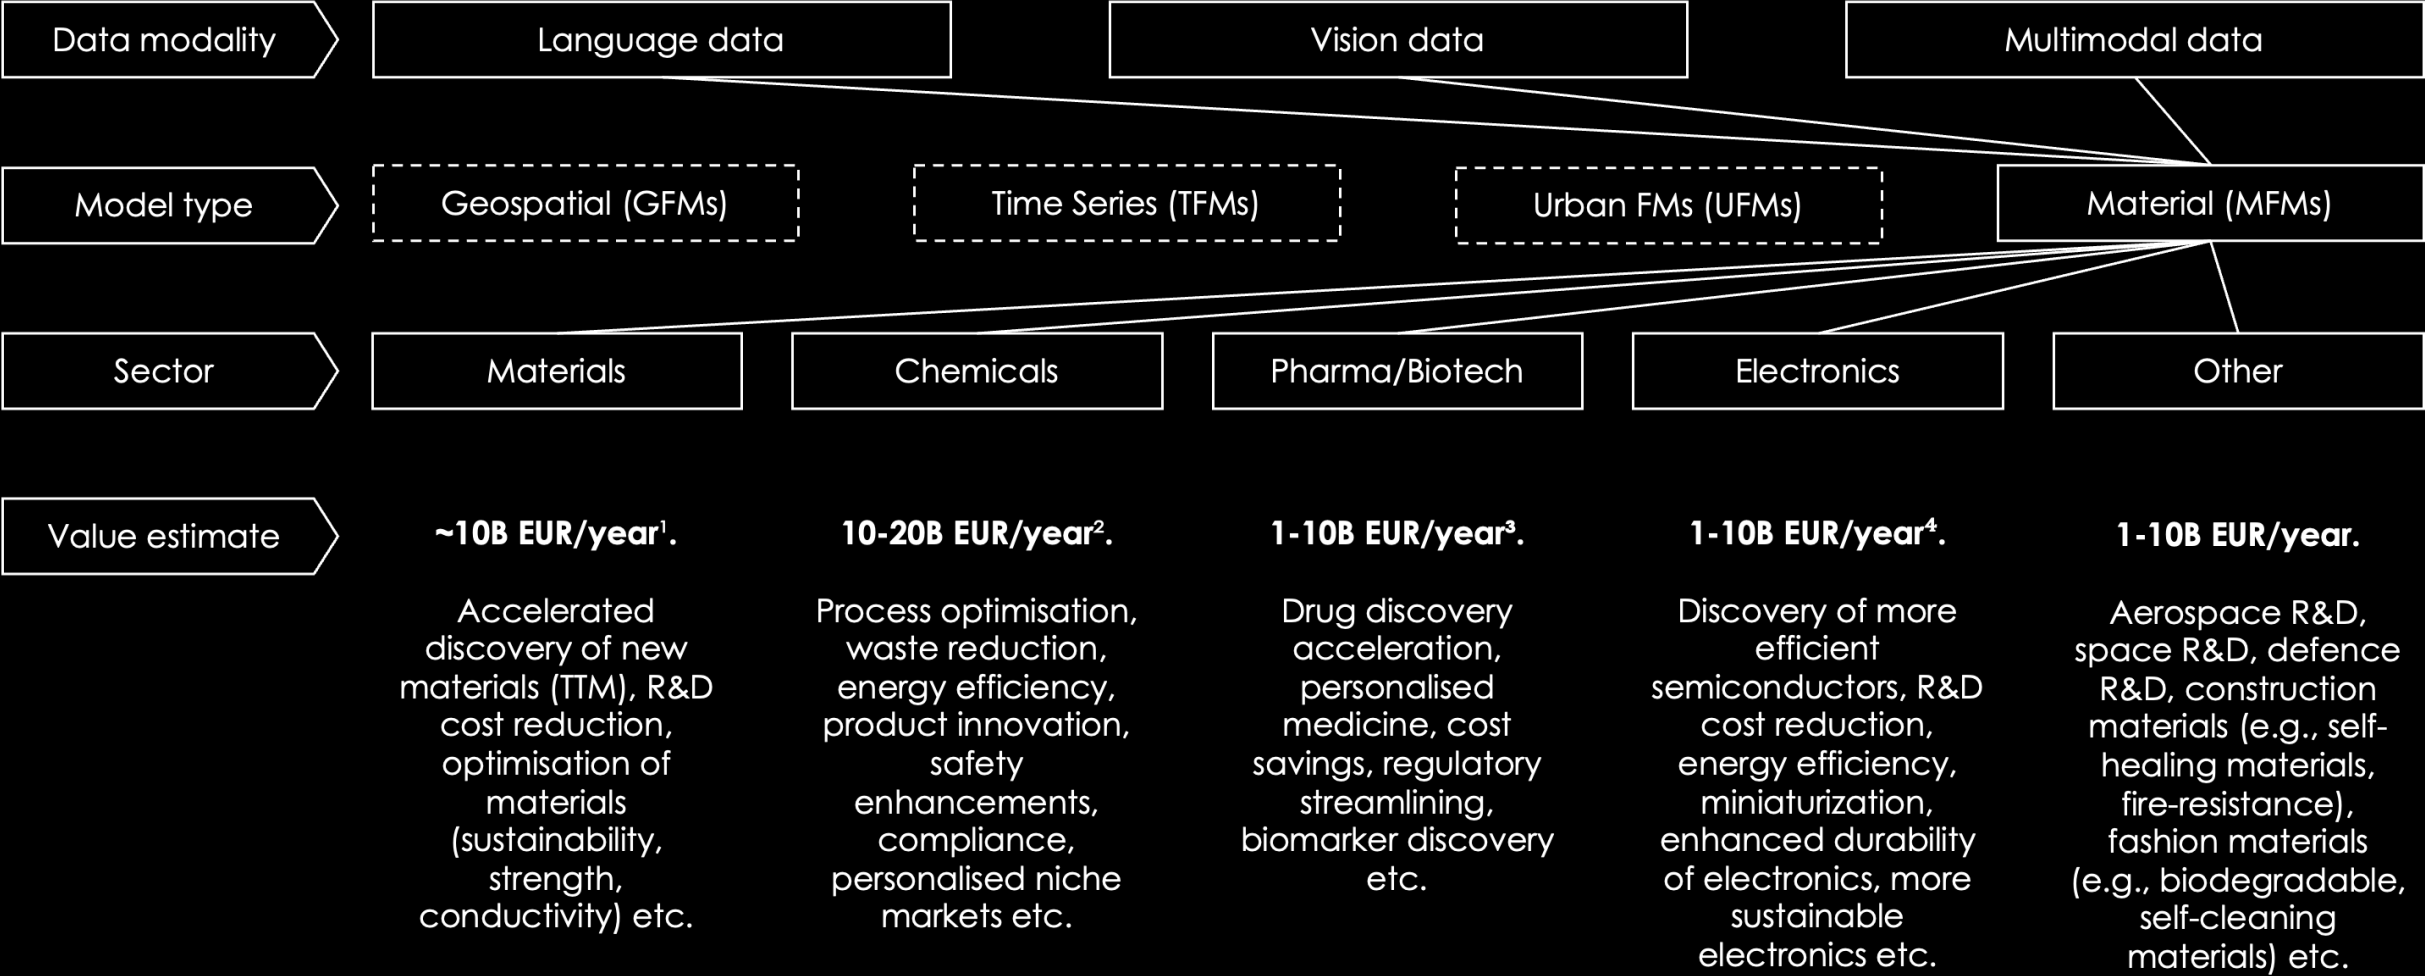 Data modality
Language data
Vision data
Multimodal data
Model type
Geospatial (GFMs)
Time Series (TFMs)
Urban FMs (UFMs)
Material (MFMs)
Sector
Materials
Chemicals
Pharma/Biotech
Electronics
Other
Value estimate
~10B EUR/year¹.
Accelerated
discovery of new
materials (TTM), R&D
cost reduction,
optimisation of
materials
(sustainability,
strength,
conductivity) etc.
10-20B EUR/year².
Process optimisation,
waste reduction,
energy efficiency,
product innovation,
safety
enhancements,
compliance,
personalised niche
markets etc.
1-10B EUR/year³.
Drug discovery
acceleration,
personalised
medicine, cost
savings, regulatory
streamlining,
biomarker discovery
etc.
1-10B EUR/year⁴.
Discovery of more
efficient
semiconductors, R&D
cost reduction,
energy efficiency,
miniaturization,
enhanced durability
of electronics, more
sustainable
electronics etc.
1-10B EUR/year.
Aerospace R&D,
space R&D, defence
R&D, construction
materials (e.g., self-
healing materials,
fire-resistance),
fashion materials
(e.g., biodegradable,
self-cleaning
materials) etc.